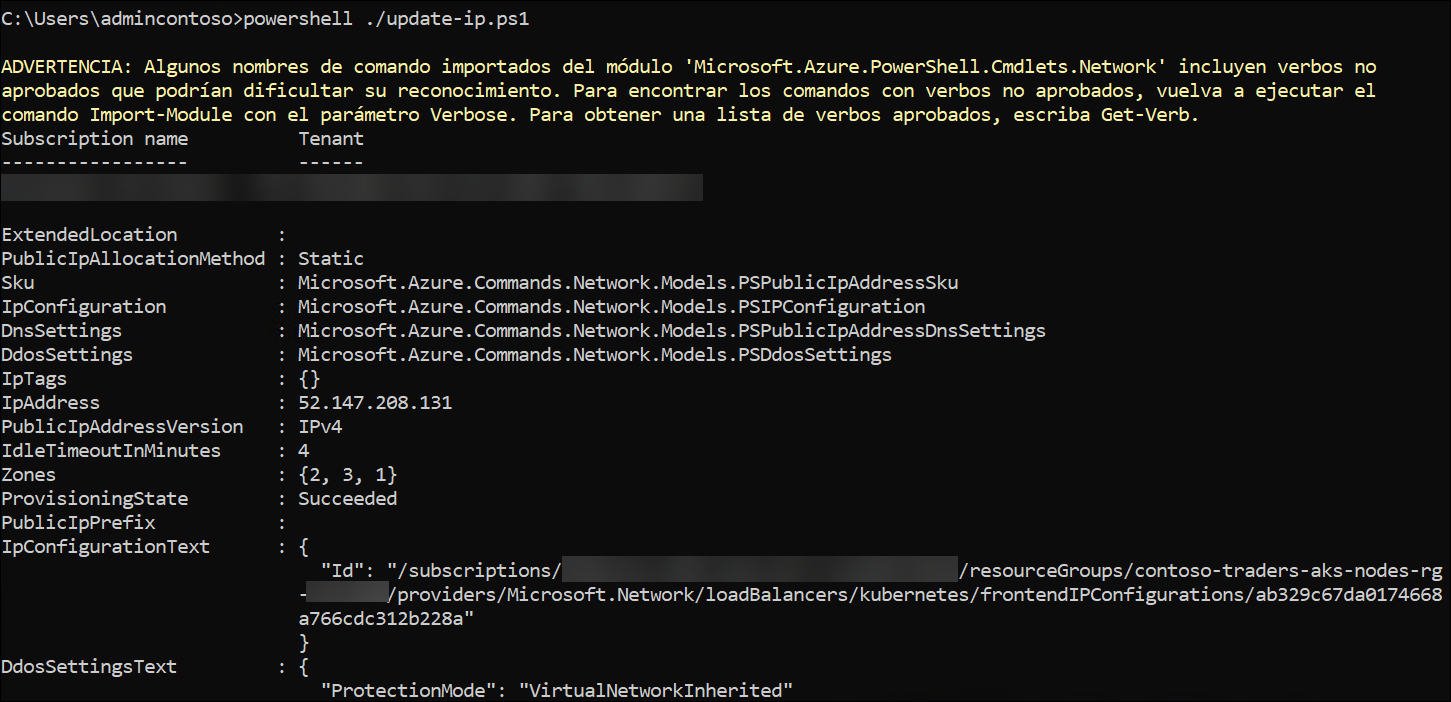 C:\Users\admincontoso>powershell ./update-ip.ps1
ADVERTENCIA: Algunos nombres de comando importados del módulo 'Microsoft.Azure.PowerShell.Cmdlets.Network' incluyen verbos no
aprobados que podrían dificultar su reconocimiento. Para encontrar los comandos con verbos no aprobados, vuelva a ejecutar el
comando Import-Module con el parámetro Verbose. Para obtener una lista de verbos aprobados, escriba Get-Verb.
Subscription name          Tenant
-----------------          ------
ExtendedLocation         :
PublicIpAllocationMethod : Static
Sku                      : Microsoft.Azure.Commands.Network.Models.PSPublicIpAddressSku
IpConfiguration          : Microsoft.Azure.Commands.Network.Models.PSIPConfiguration
DnsSettings              : Microsoft.Azure.Commands.Network.Models.PSPublicIpAddressDnsSettings
DdosSettings             : Microsoft.Azure.Commands.Network.Models.PSDdosSettings
IpTags                   : {}
IpAddress                : 52.147.208.131
PublicIpAddressVersion   : IPv4
IdleTimeoutInMinutes     : 4
Zones                    : {2, 3, 1}
ProvisioningState        : Succeeded
PublicIpPrefix           :
IpConfigurationText      : {
                             "Id": "/subscriptions/ /resourceGroups/contoso-traders-aks-nodes-rg
                           - /providers/Microsoft.Network/loadBalancers/kubernetes/frontendIPConfigurations/ab329c67da0174668
                           a766cdc312b228a"
                           }
DdosSettingsText         : {
                             "ProtectionMode": "VirtualNetworkInherited"